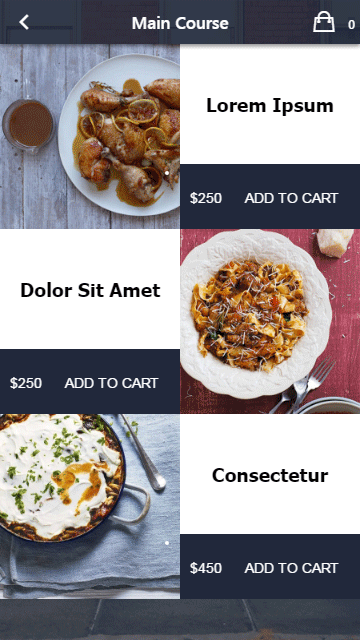 Main Course
0
Lorem Ipsum
$250 ADD TO CART
Dolor Sit Amet
$250 ADD TO CART
Consectetur
$450 ADD TO CART